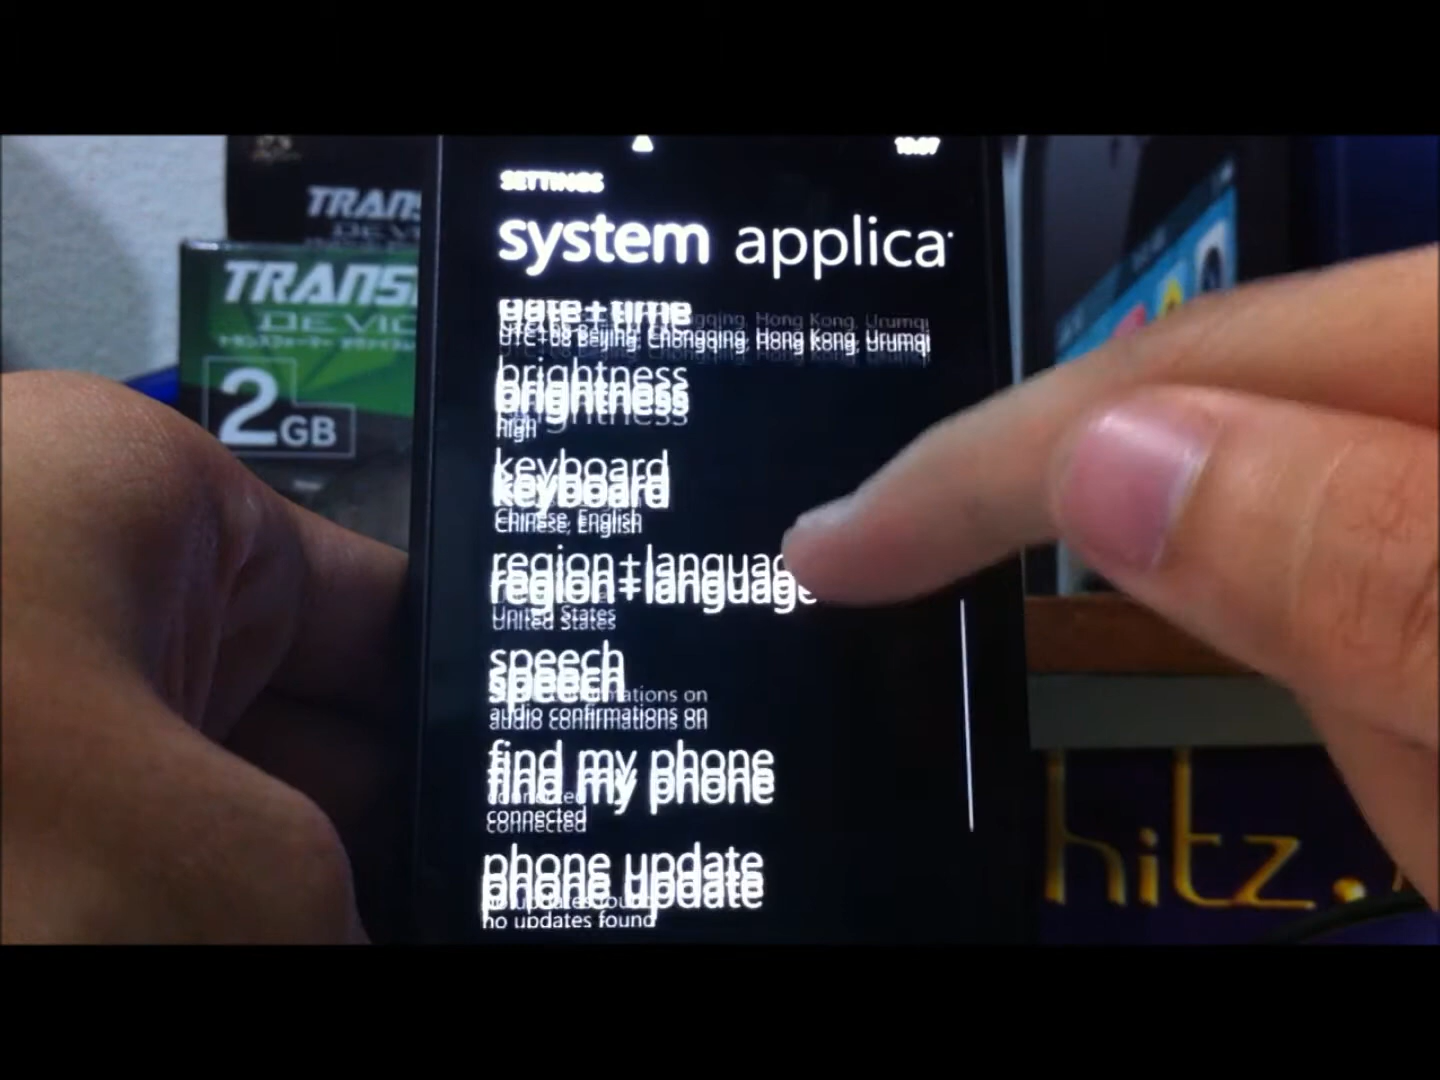 TRANS
DEVI
SETTINGS
system applica
TRANS
DEVIC
2GB
date+time
UTC+08 Beijing, Chongqing, Hong Kong, Urumqi
brightness
high
keyboard
Chinese, English
region+language
United States
speech
audio confirmations on
find my phone
connected
phone update
no updates found
hitz.